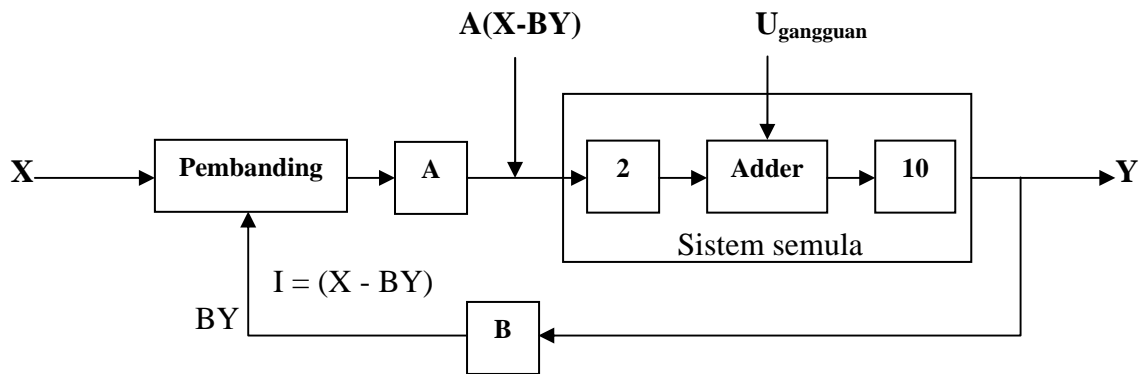 A(X-BY)
Ugangguan
X
Pembanding
A
2
Adder
10
Y
Sistem semula
I = (X - BY)
BY
B